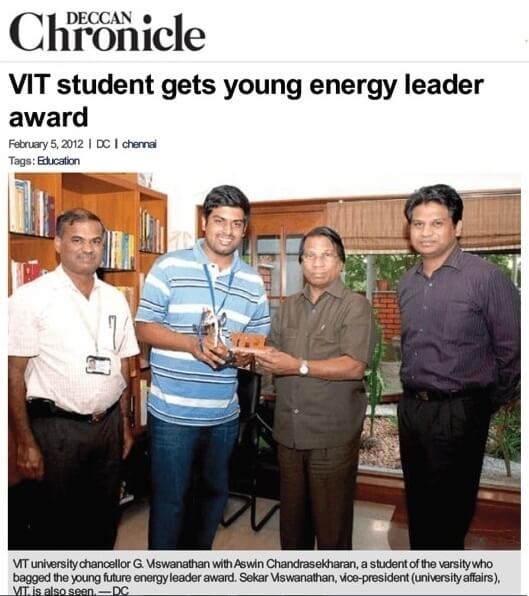 DECCAN
Chronicle
VIT student gets young energy leader
award
February 5, 2012 | DC | chennai
Tags: Education
VIT university chancellor G. Viswanathan with Aswin Chandrasekharan, a student of the varsity who
bagged the young future energy leader award. Sekar Viswanathan, vice-president (university affairs),
VIT, is also seen. — DC